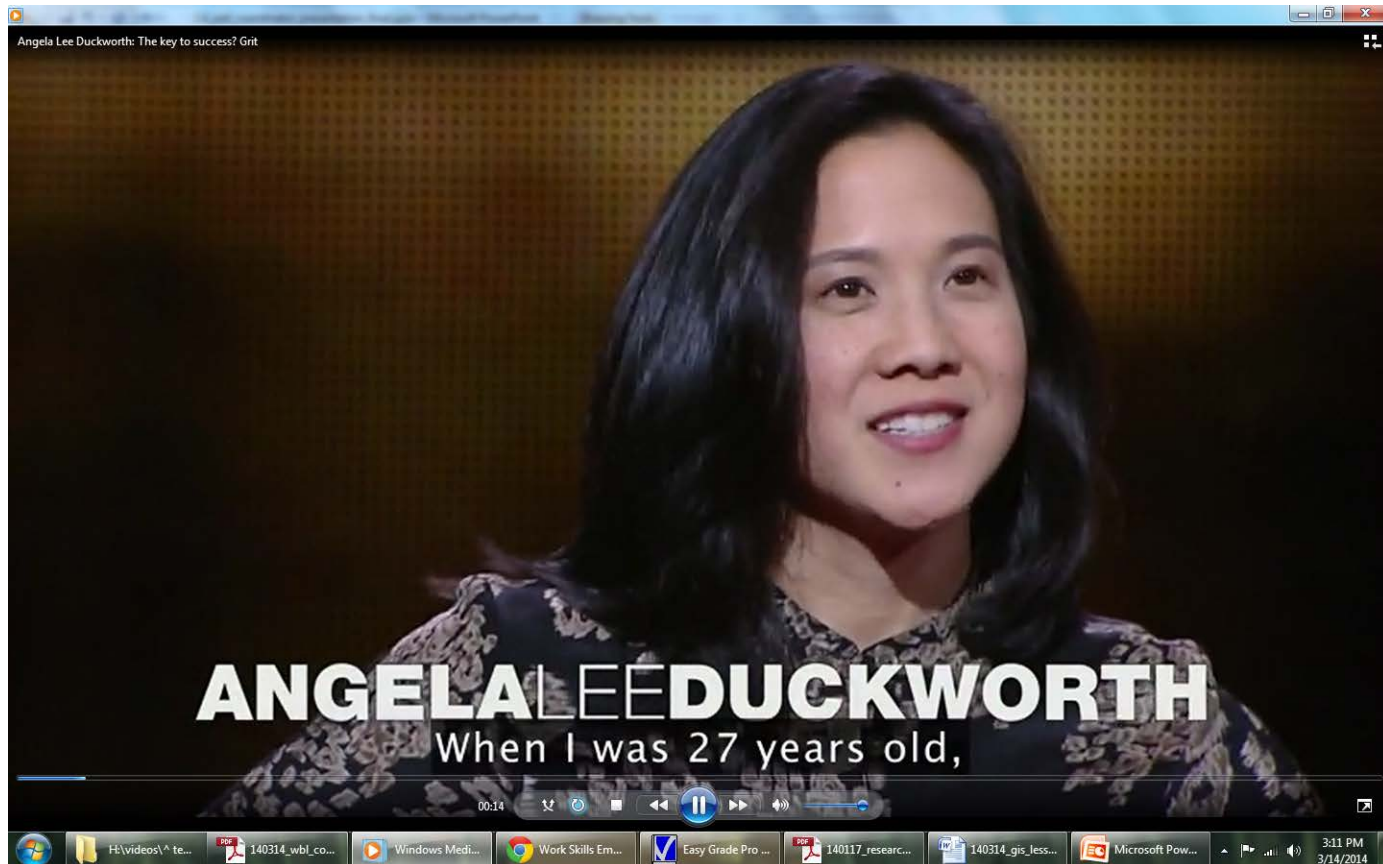 Angela Lee Duckworth: The key to success? Grit
ANGELALEEDUCKWORTH
When I was 27 years old,
00:14
H:\videos\^ te...
140314_wbl_co...
Windows Medi...
Work Skills Em...
Easy Grade Pro ...
140117_researc...
140314_gis_less...
Microsoft Pow...
3:11 PM
3/14/2014